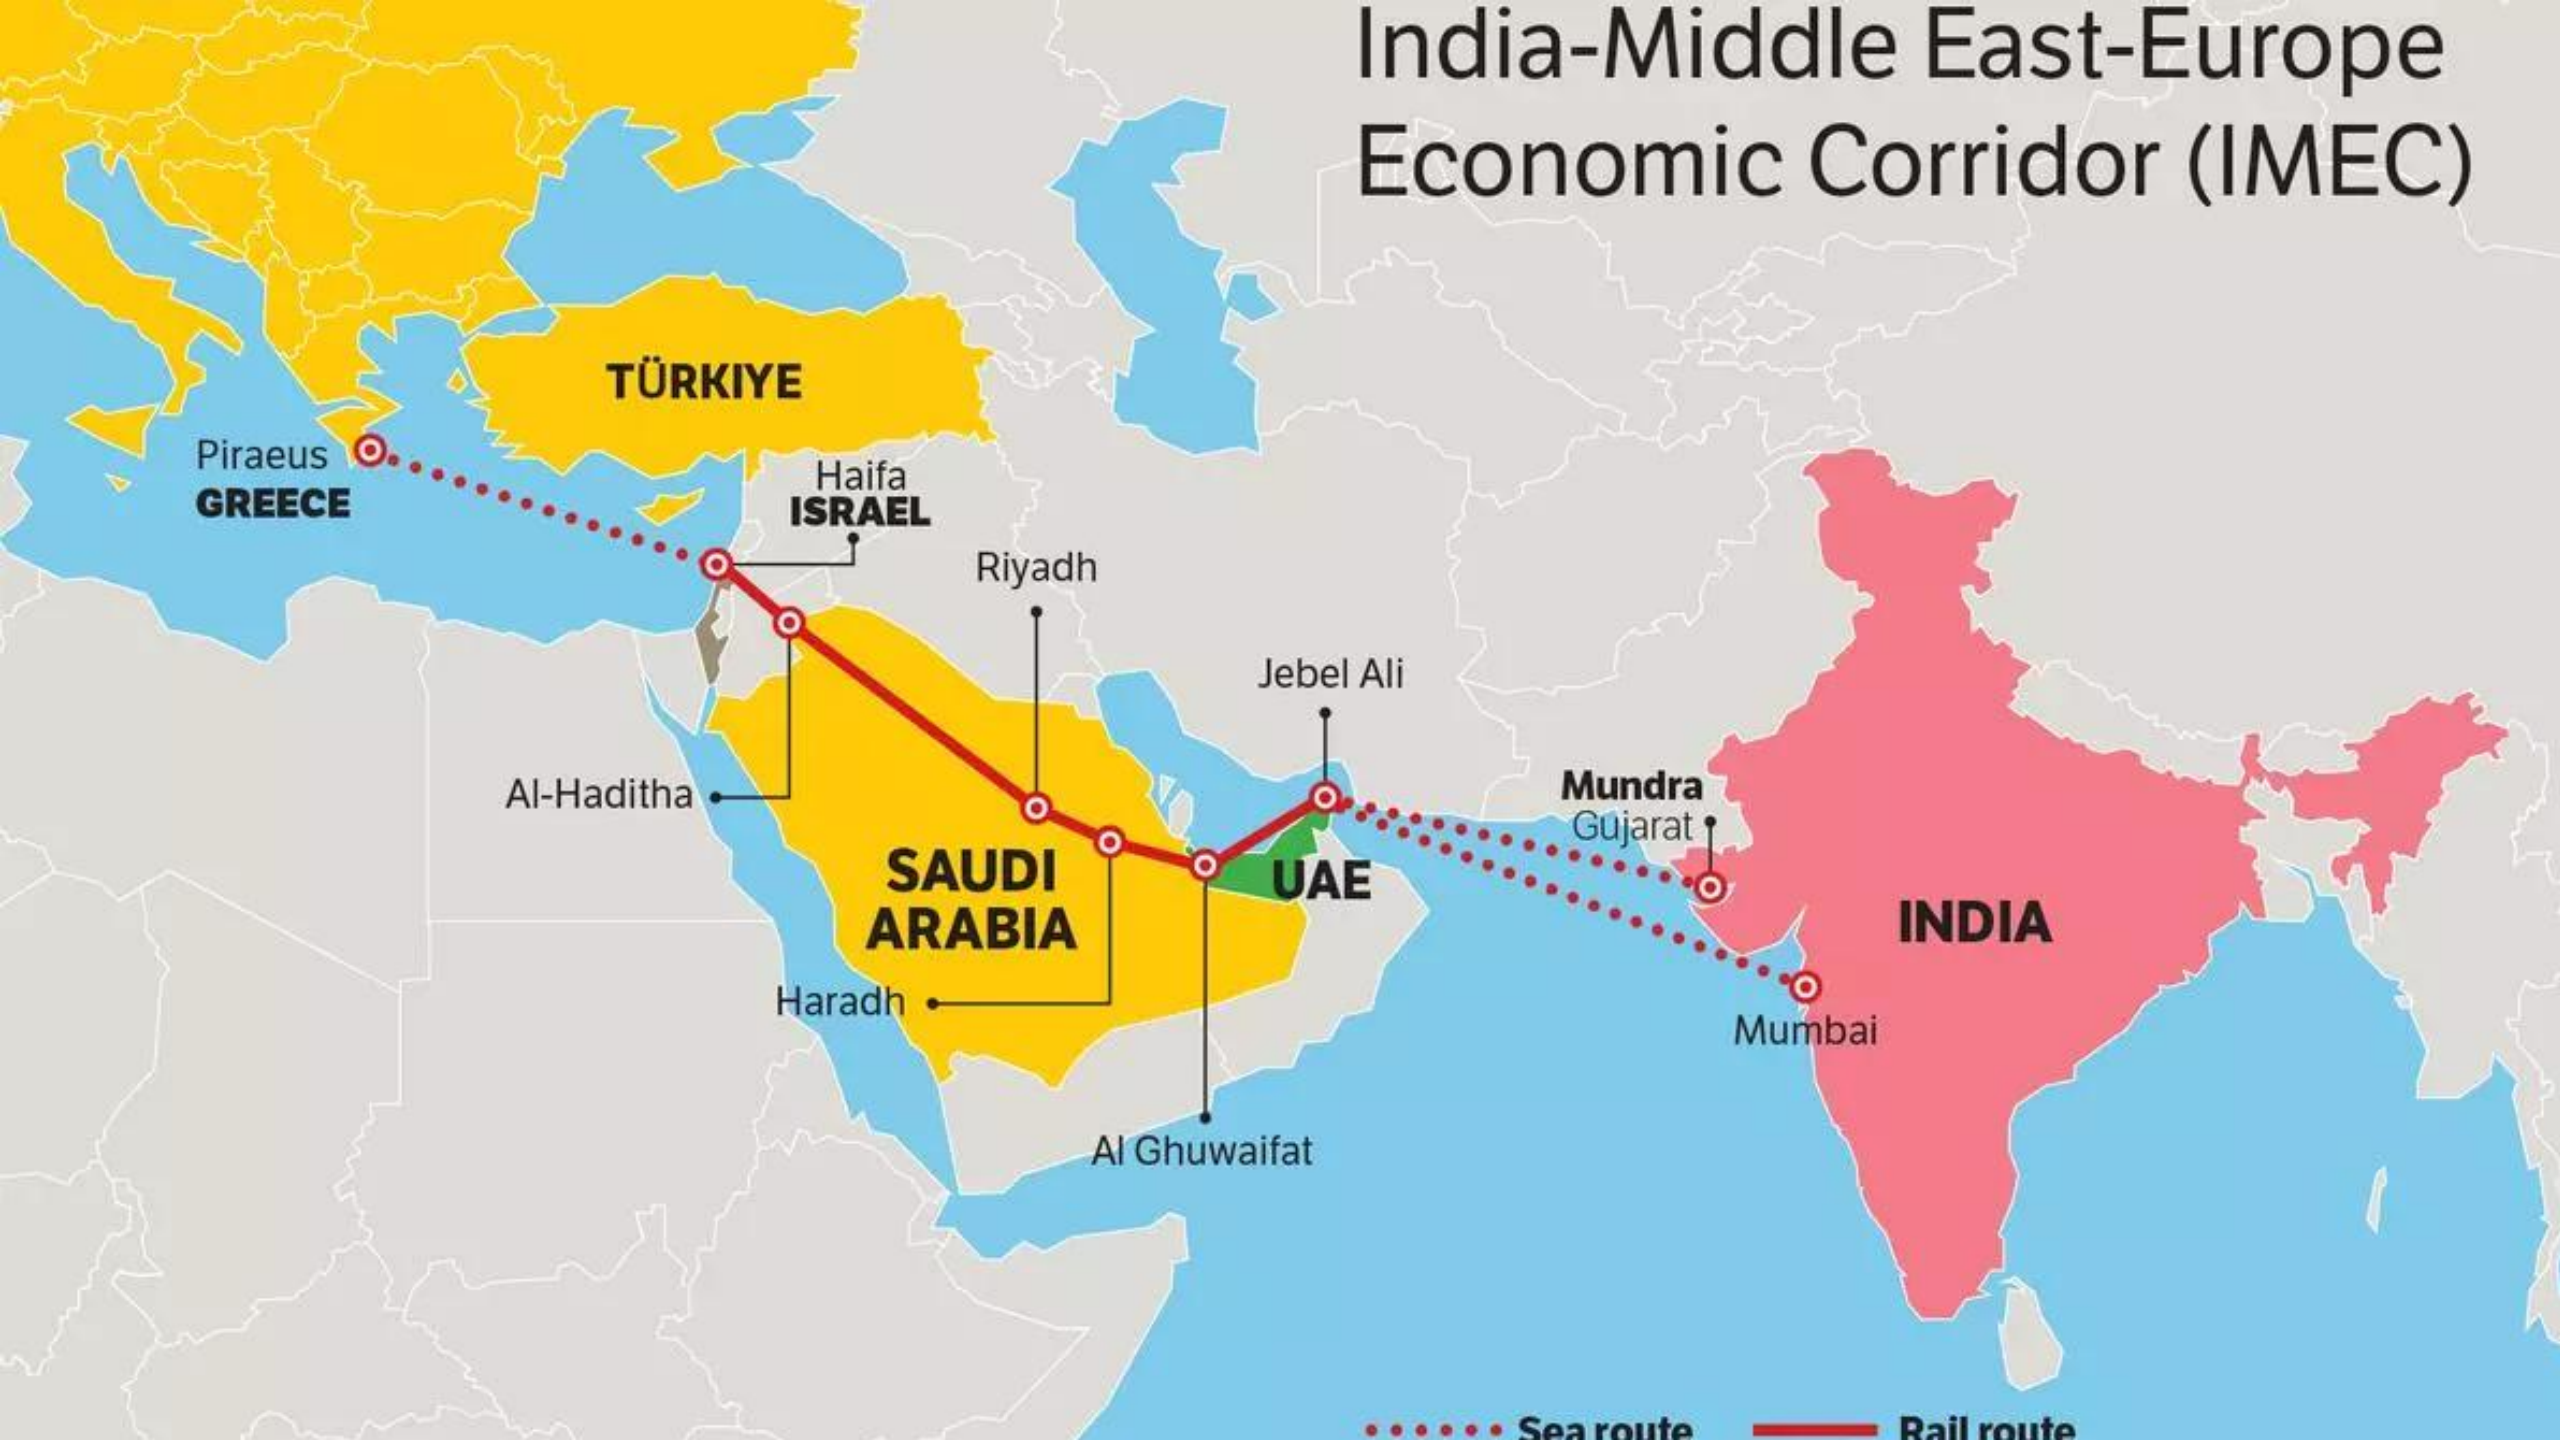 India-Middle East-Europe
Economic Corridor (IMEC)
TÜRKIYE
Piraeus
GREECE
Haifa
ISRAEL
Riyadh
Jebel Ali
Al-Haditha
Mundra
Gujarat
SAUDI
ARABIA
UAE
INDIA
Haradh
Mumbai
Al Ghuwaifat
Sea route
Rail route